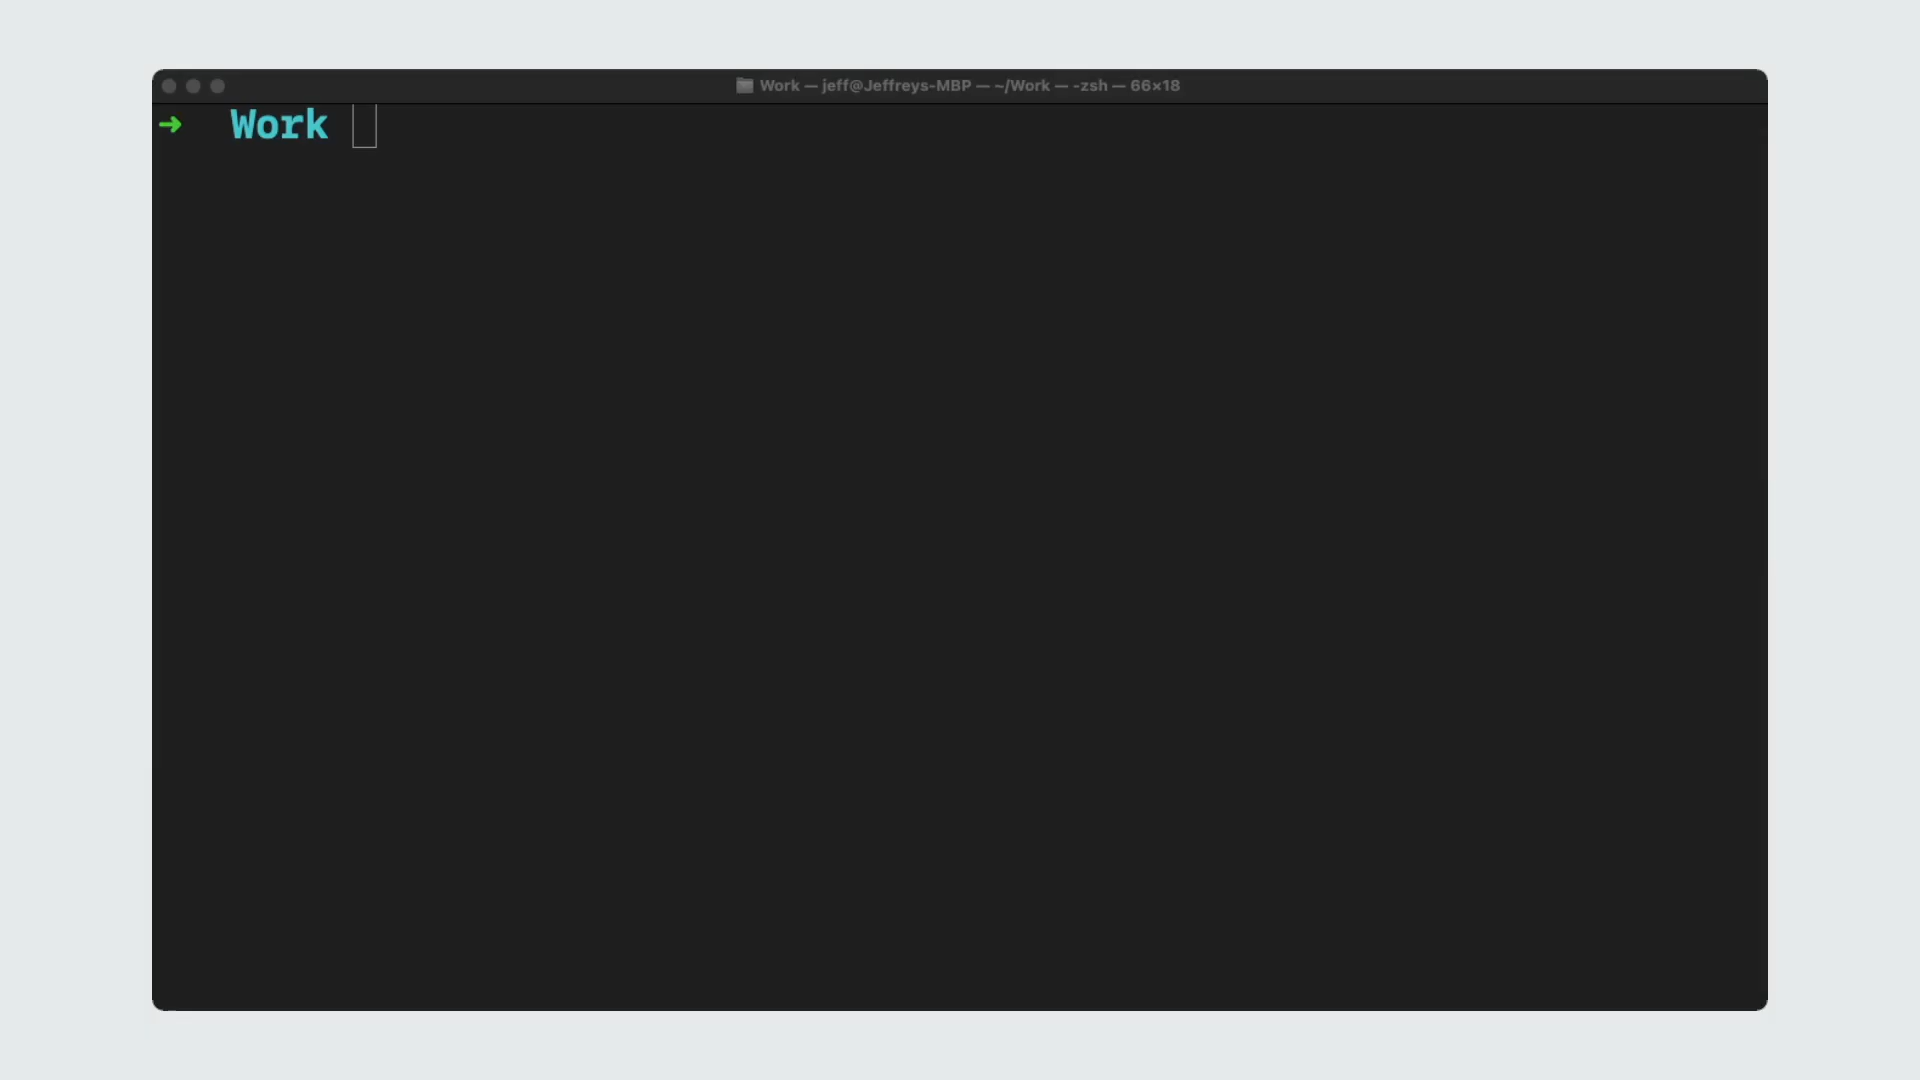 Work — jeff@Jeffreys-MBP — ~/Work — -zsh — 66×18
➜ Work